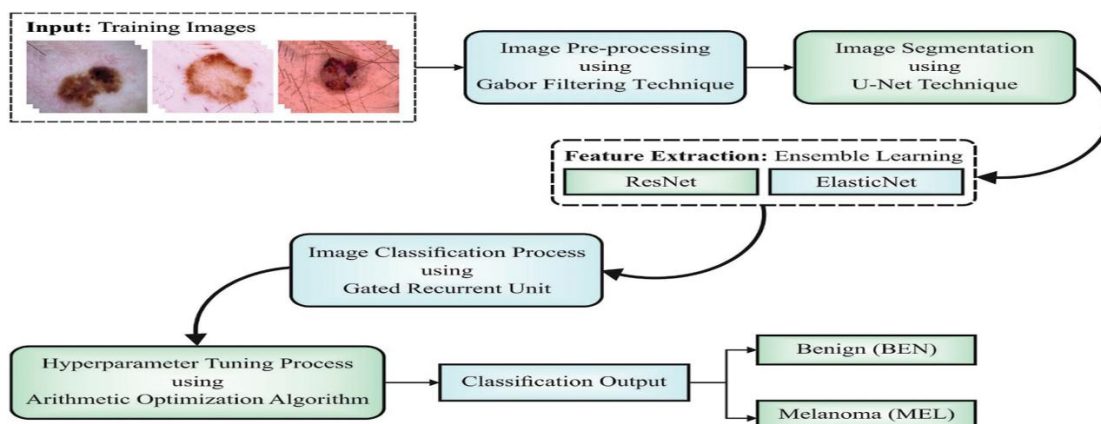 Input: Training Images
Image Pre-processing
using
Gabor Filtering Technique
Image Segmentation
using
U-Net Technique
Feature Extraction: Ensemble Learning
ResNet
ElasticNet
Image Classification Process
using
Gated Recurrent Unit
Hyperparameter Tuning Process
using
Arithmetic Optimization Algorithm
Classification Output
Benign (BEN)
Melanoma (MEL)